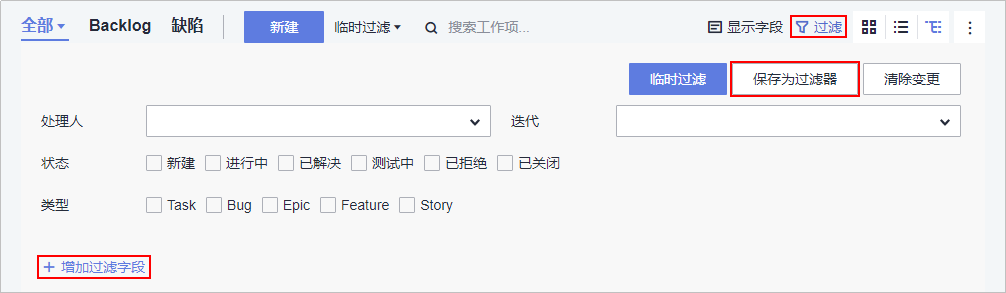 全部 Backlog 缺陷 新建 临时过滤 搜索工作项... 显示字段 过滤
临时过滤 保存为过滤器 清除变更
处理人 迭代
状态 新建 进行中 已解决 测试中 已拒绝 已关闭
类型 Task Bug Epic Feature Story
+ 增加过滤字段